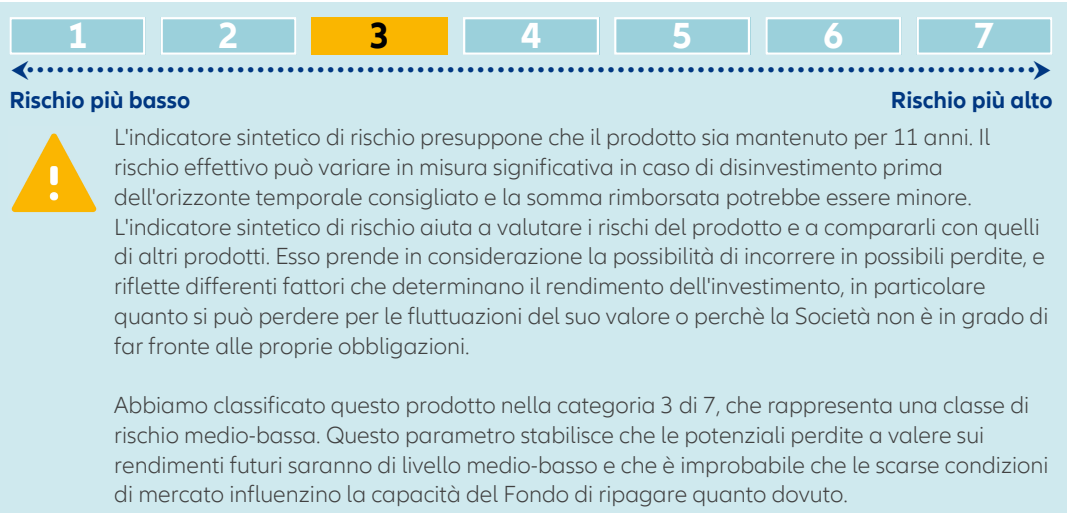 1 2 3 4 5 6 7
Rischio più basso Rischio più alto
L'indicatore sintetico di rischio presuppone che il prodotto sia mantenuto per 11 anni. Il
rischio effettivo può variare in misura significativa in caso di disinvestimento prima
dell'orizzonte temporale consigliato e la somma rimborsata potrebbe essere minore.
L'indicatore sintetico di rischio aiuta a valutare i rischi del prodotto e a compararli con quelli
di altri prodotti. Esso prende in considerazione la possibilità di incorrere in possibili perdite, e
riflette differenti fattori che determinano il rendimento dell'investimento, in particolare
quanto si può perdere per le fluttuazioni del suo valore o perchè la Società non è in grado di
far fronte alle proprie obbligazioni.
Abbiamo classificato questo prodotto nella categoria 3 di 7, che rappresenta una classe di
rischio medio-bassa. Questo parametro stabilisce che le potenziali perdite a valere sui
rendimenti futuri saranno di livello medio-basso e che è improbabile che le scarse condizioni
di mercato influenzino la capacità del Fondo di ripagare quanto dovuto.